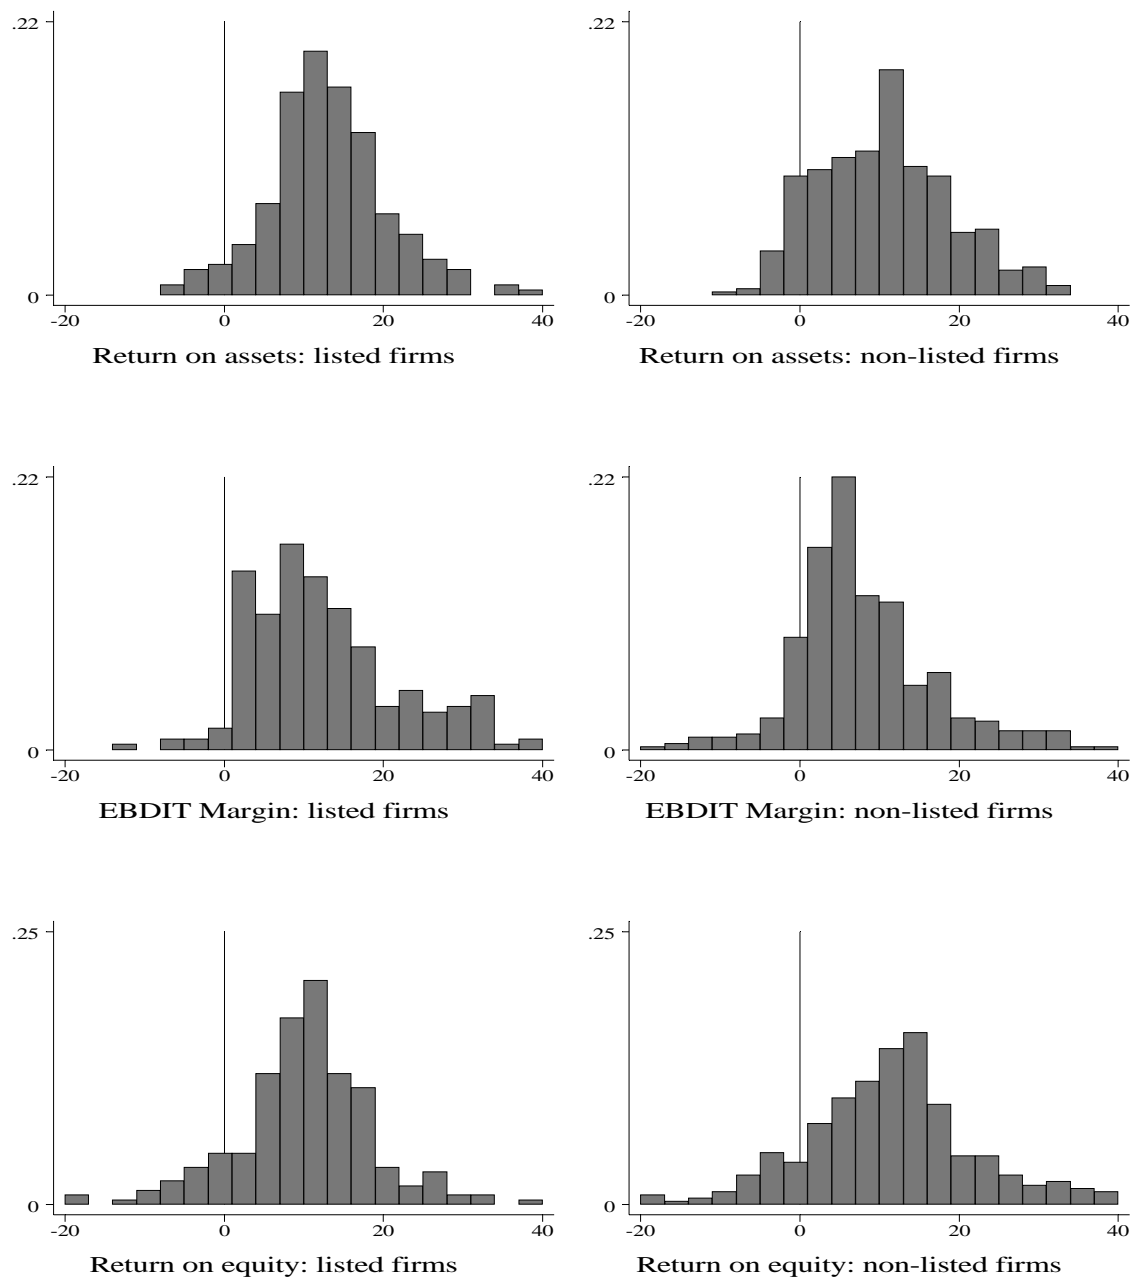 .22
.22
0
0
-20 0 20 40
-20 0 20 40
Return on assets: listed firms
Return on assets: non-listed firms
.22
.22
0
0
-20 0 20 40
-20 0 20 40
EBDIT Margin: listed firms
EBDIT Margin: non-listed firms
.25
.25
0
0
-20 0 20 40
-20 0 20 40
Return on equity: listed firms
Return on equity: non-listed firms